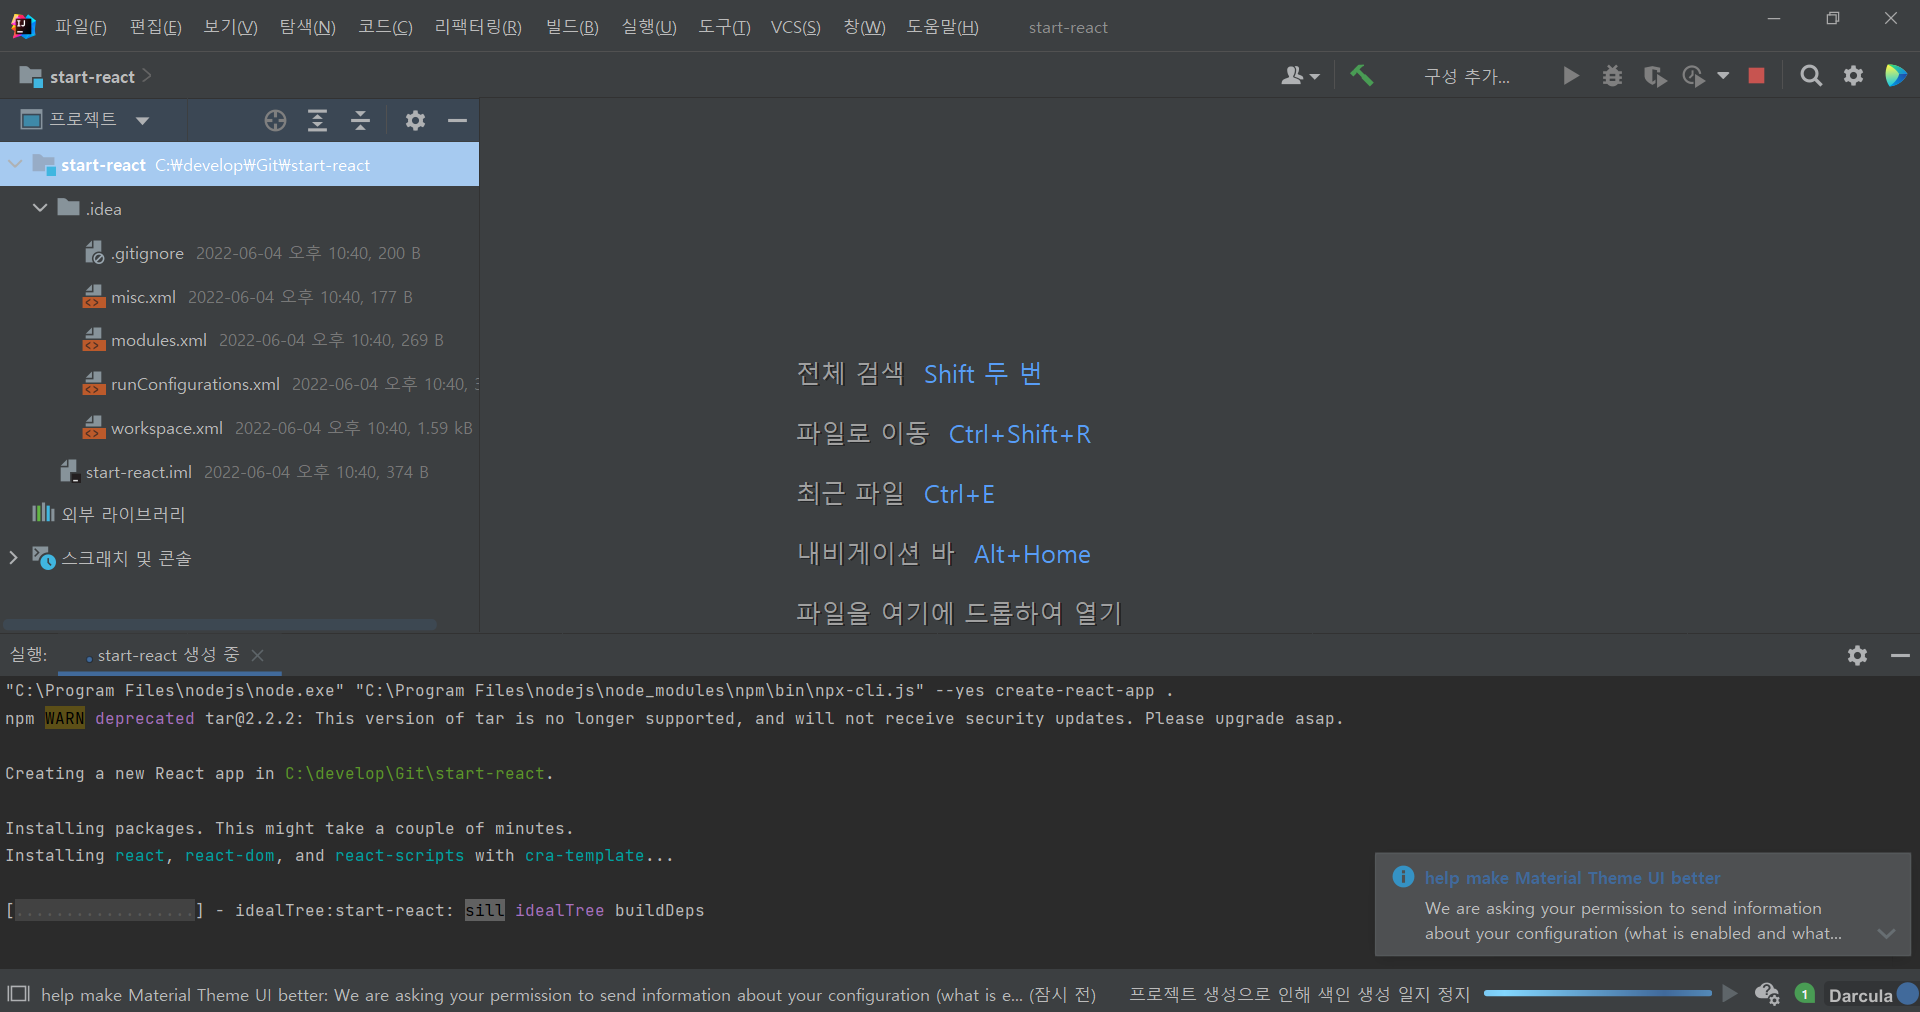 파일(F) 편집(E) 보기(V) 탐색(N) 코드(C) 리팩터링(R) 빌드(B) 실행(U) 도구(T) VCS(S) 창(W) 도움말(H) start-react
start-react
구성 추가...
프로젝트
start-react C:₩develop₩Git₩start-react
.idea
.gitignore 2022-06-04 오후 10:40, 200 B
misc.xml 2022-06-04 오후 10:40, 177 B
modules.xml 2022-06-04 오후 10:40, 269 B
runConfigurations.xml 2022-06-04 오후 10:40,
workspace.xml 2022-06-04 오후 10:40, 1.59 kB
start-react.iml 2022-06-04 오후 10:40, 374 B
외부 라이브러리
스크래치 및 콘솔
전체 검색 Shift 두 번
파일로 이동 Ctrl+Shift+R
최근 파일 Ctrl+E
내비게이션 바 Alt+Home
파일을 여기에 드롭하여 열기
실행: start-react 생성 중
"C:\Program Files\nodejs\node.exe" "C:\Program Files\nodejs\node_modules\npm\bin\npx-cli.js" --yes create-react-app .
npm WARN deprecated tar@2.2.2: This version of tar is no longer supported, and will not receive security updates. Please upgrade asap.
Creating a new React app in C:\develop\Git\start-react.
Installing packages. This might take a couple of minutes.
Installing react, react-dom, and react-scripts with cra-template...
[..................] - idealTree:start-react: sill idealTree buildDeps
help make Material Theme UI better
We are asking your permission to send information
about your configuration (what is enabled and what...
help make Material Theme UI better: We are asking your permission to send information about your configuration (what is e... (잠시 전) 프로젝트 생성으로 인해 색인 생성 일지 정지 1 Darcula